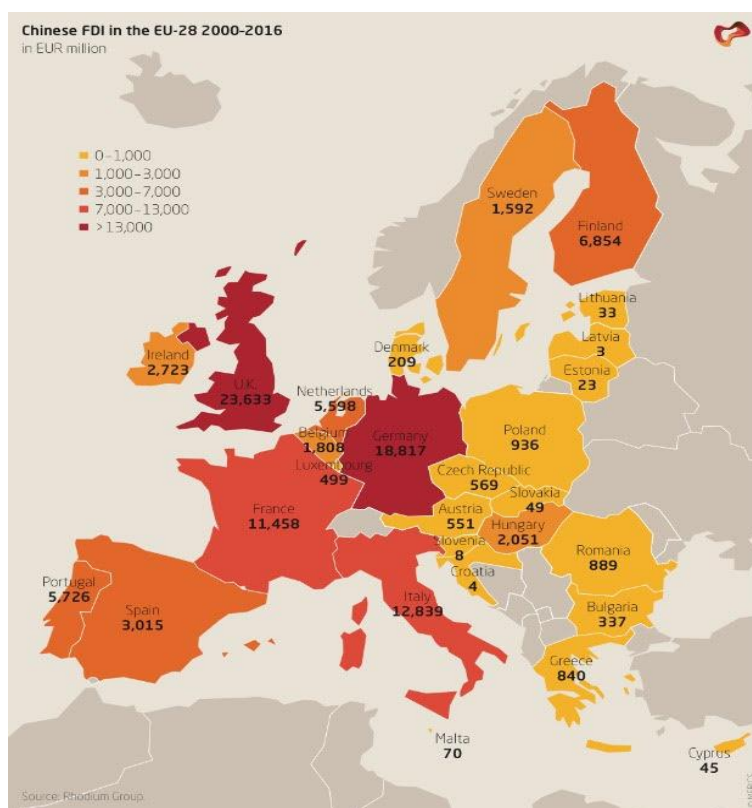 Chinese FDI in the EU-28 2000-2016
in EUR million
0-1,000
1,000-3,000
3,000-7,000
7,000-13,000
>13,000
Sweden
1,592
Finland
6,854
Lithuania
33
Latvia
3
Estonia
23
Denmark
209
Ireland
2,723
U.K.
23,633
Netherlands
5,598
Belgium
1,808
Luxembourg
499
Germany
18,817
Poland
936
Czech Republic
569
Slovakia
49
Austria
551
Hungary
2,051
Slovenia
8
Croatia
4
Romania
889
Bulgaria
337
France
11,458
Portugal
5,726
Spain
3,015
Italy
12,839
Greece
840
Malta
70
Cyprus
45
Source: Rhodium Group.
MERICS